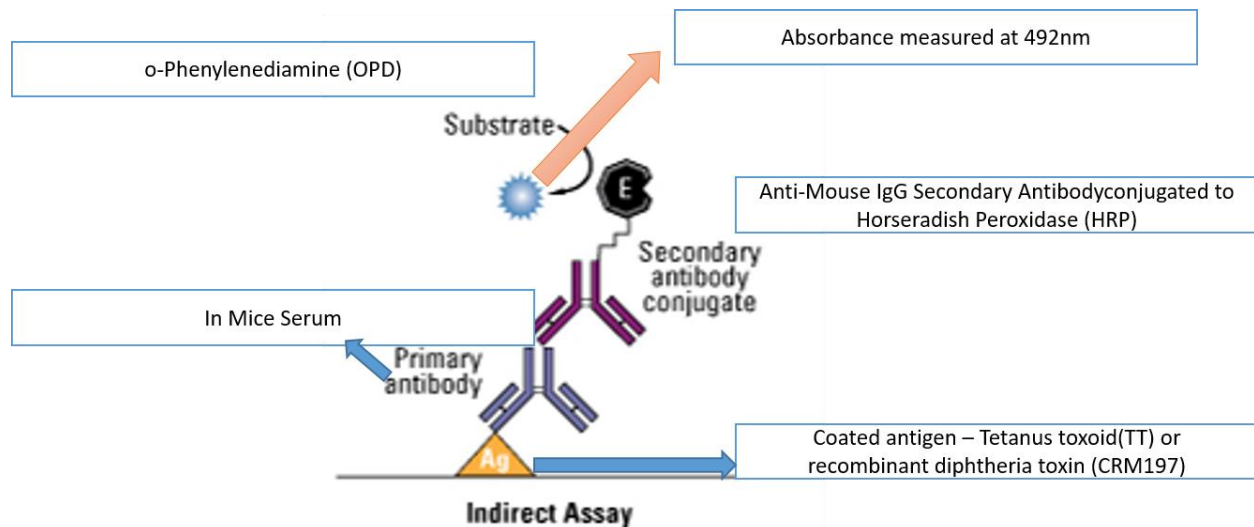 Absorbance measured at 492nm
o-Phenylenediamine (OPD)
Substrate
E
Anti-Mouse IgG Secondary Antibodyconjugated to
Horseradish Peroxidase (HRP)
Secondary
antibody
conjugate
In Mice Serum
Primary
antibody
Coated antigen – Tetanus toxoid(TT) or
recombinant diphtheria toxin (CRM197)
Ag
Indirect Assay